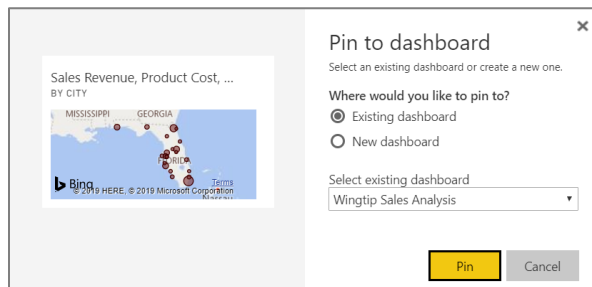 Sales Revenue, Product Cost, ...
BY CITY
MISSISSIPPI GEORGIA
FLORIDA
Bing
Terms
© 2019 HERE, © 2019 Microsoft Corporation
Nassau
Pin to dashboard
Select an existing dashboard or create a new one.
Where would you like to pin to?
Existing dashboard
New dashboard
Select existing dashboard
Wingtip Sales Analysis
Pin Cancel